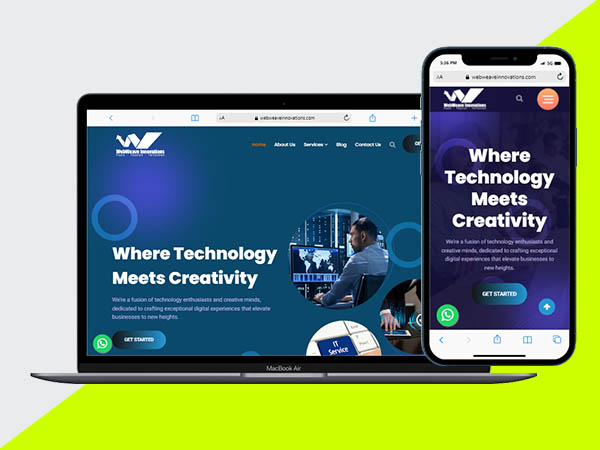 AA webweaveinnovations.com
WebWeave Innovations
Home About Us Services Blog Contact Us
Where Technology
Meets Creativity
We're a fusion of technology enthusiasts and creative minds,
dedicated to crafting exceptional digital experiences that elevate
businesses to new heights.
GET STARTED
IT
Service
MacBook Air
5:26 PM
5G
AA webweaveinnovations.com
WebWeave Innovations
Where
Technology
Meets
Creativity
We're a fusion of technology enthusiasts and
creative minds, dedicated to crafting exceptional
digital experiences that elevate businesses to
new heights.
GET STARTED